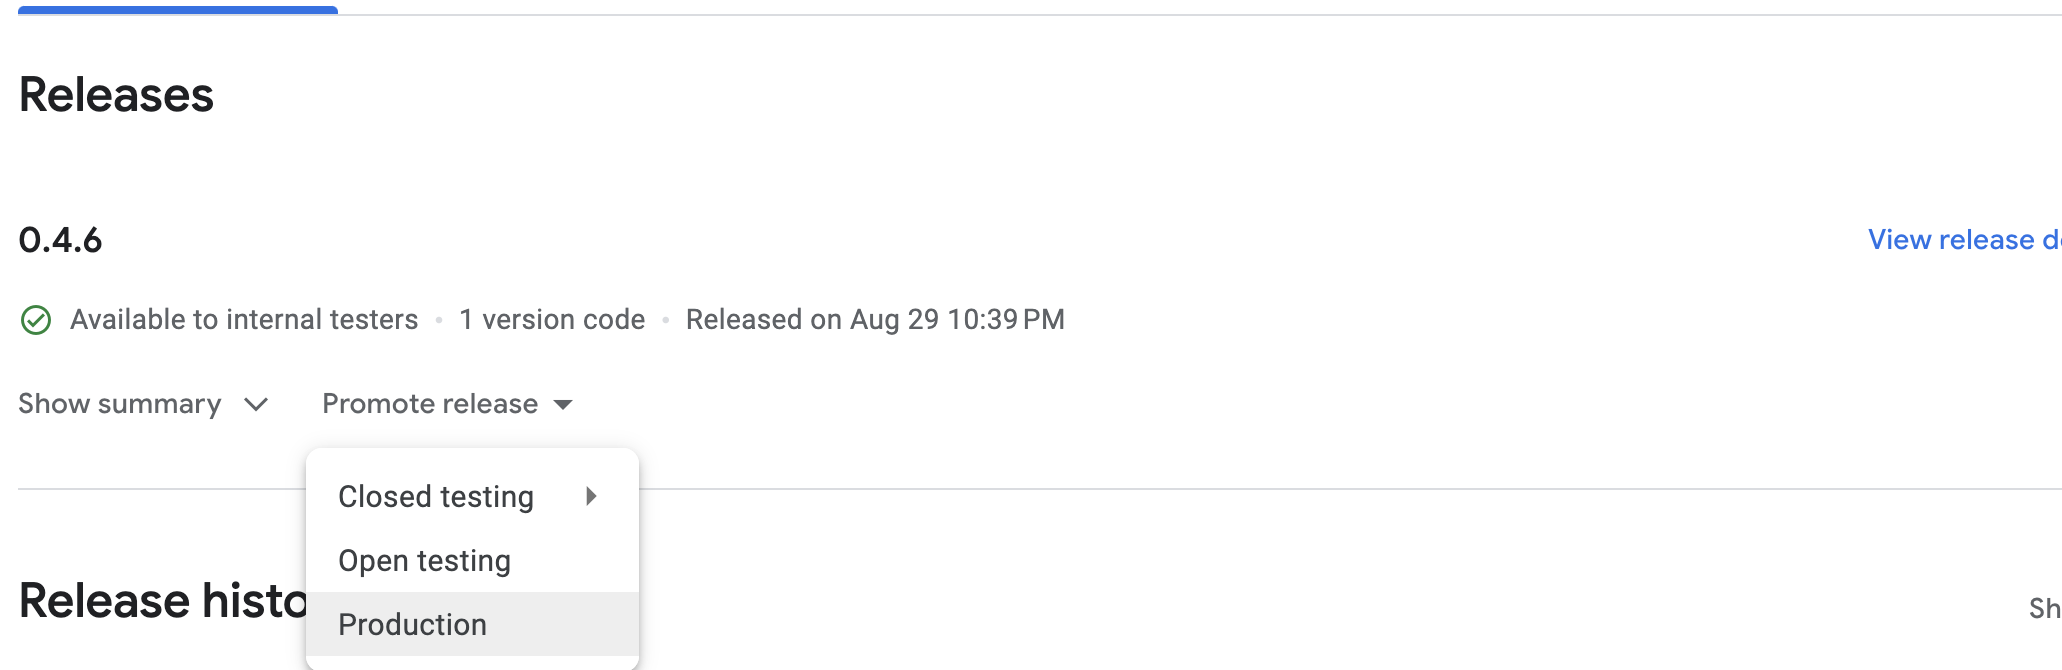 Releases
0.4.6
View release
Available to internal testers • 1 version code • Released on Aug 29 10:39 PM
Show summary Promote release
Closed testing
Open testing
Release histo
Production
Sh